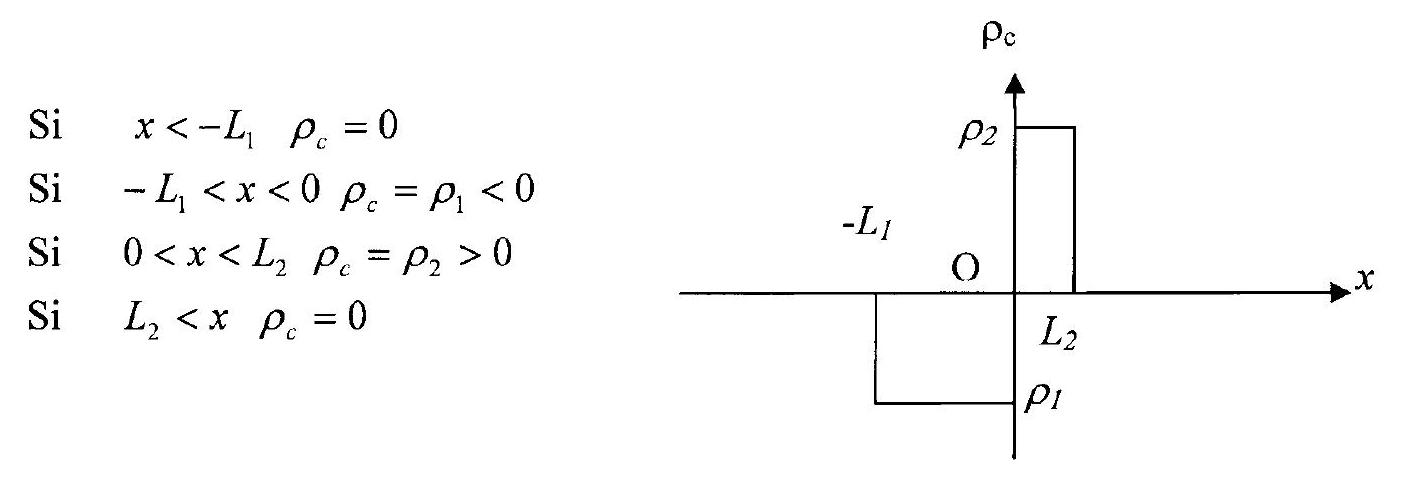 Si x < -L₁ ρc = 0
Si - L₁ < x < 0 ρc = ρ₁ < 0
Si 0 < x < L₂ ρc = ρ₂ > 0
Si L₂ < x ρc = 0
ρc
ρ2
-L1
O
x
L2
ρ1